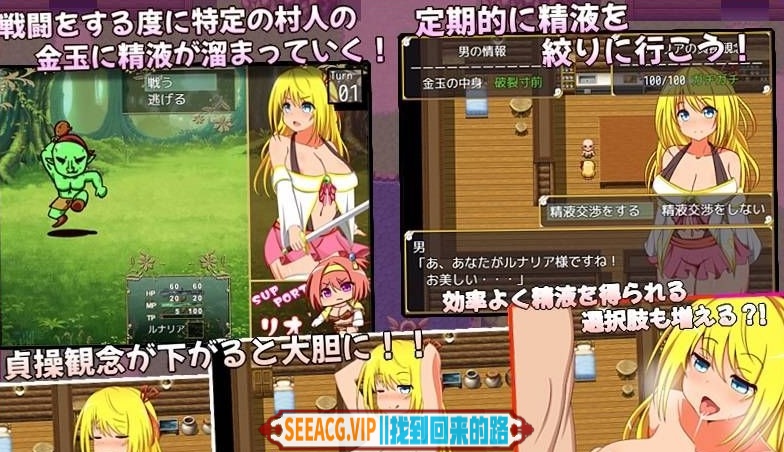 戦闘をする度に特定の村人の
金玉に精液が溜まっていく！
定期的に精液を
絞りに行こう！
戦う
逃げる
Turn
01
HP 60 60
MP 20 20
TP 5 100
ルナリア
SUPPORT
リオ
男の情報
金玉の中身 破裂寸前
100/100 ガチガチ
精液交渉をする
精液交渉をしない
男
「あ、あなたがルナリア様ですね！
お美しい・・・」
効率よく精液を得られる
選択肢も増える？！
貞操観念が下がると大胆に！！
SEEACG.VIP||找到回来的路